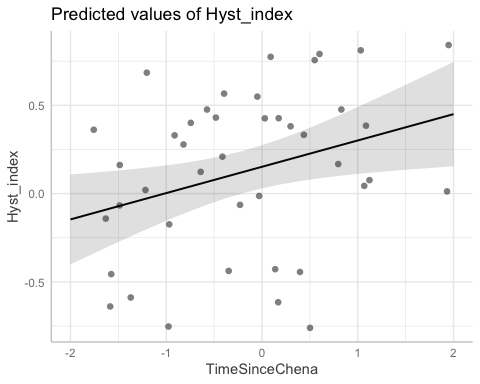 Predicted values of Hyst_index
Hyst_index
0.5
0.0
-0.5
-2
-1
0
1
2
TimeSinceChena